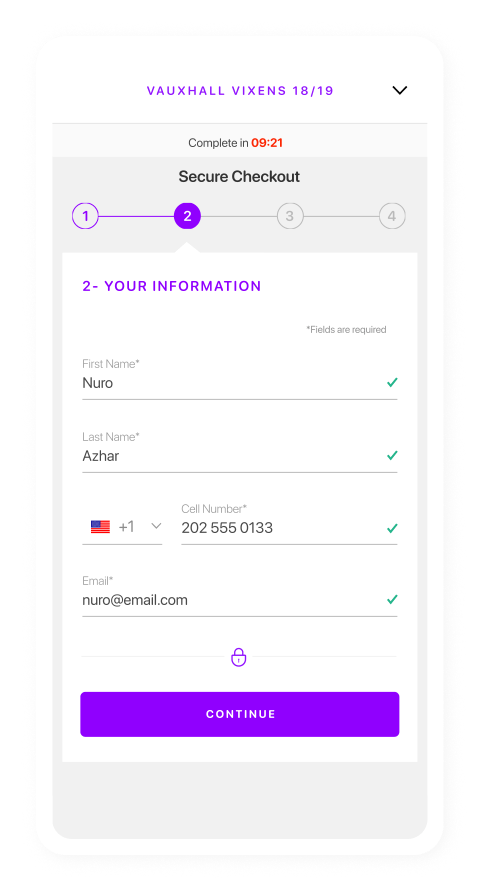 VAUXHALL VIXENS 18/19
Complete in 09:21
Secure Checkout
1 2 3 4
2- YOUR INFORMATION
*Fields are required
First Name*
Nuro
Last Name*
Azhar
Cell Number*
+1 202 555 0133
Email*
nuro@email.com
CONTINUE